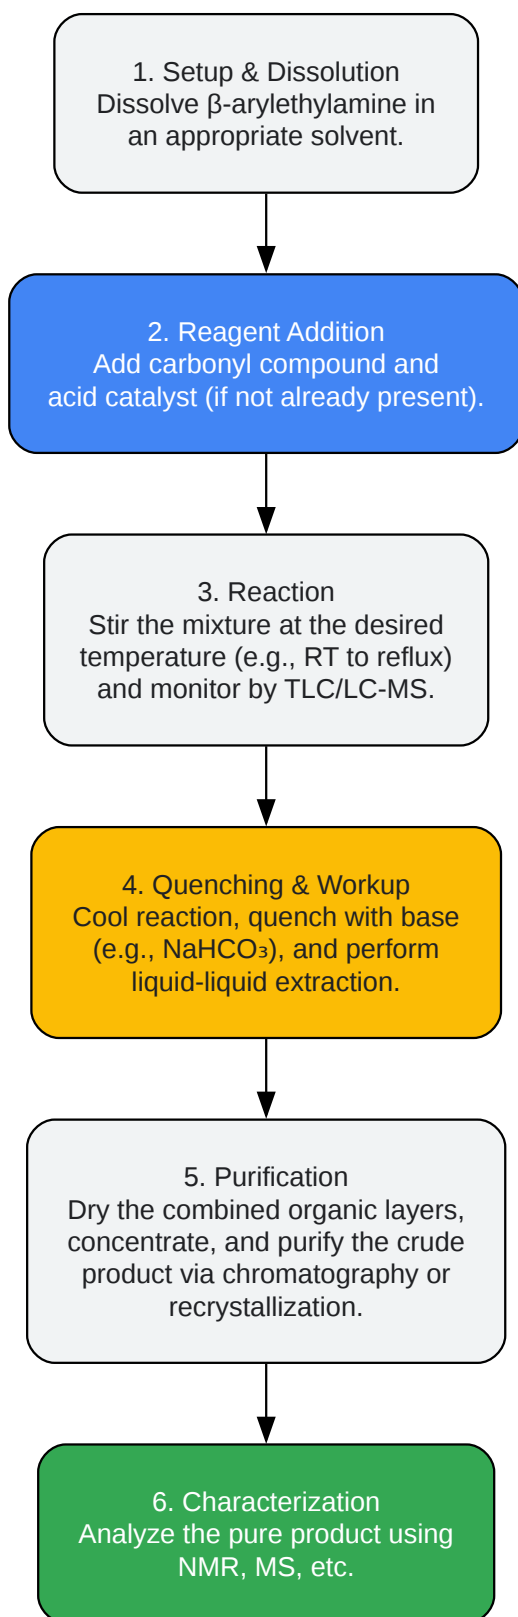 1. Setup & Dissolution
Dissolve β-arylethylamine in
an appropriate solvent.
2. Reagent Addition
Add carbonyl compound and
acid catalyst (if not already present).
3. Reaction
Stir the mixture at the desired
temperature (e.g., RT to reflux)
and monitor by TLC/LC-MS.
4. Quenching & Workup
Cool reaction, quench with base
(e.g., NaHCO₃), and perform
liquid-liquid extraction.
5. Purification
Dry the combined organic layers,
concentrate, and purify the crude
product via chromatography or
recrystallization.
6. Characterization
Analyze the pure product using
NMR, MS, etc.